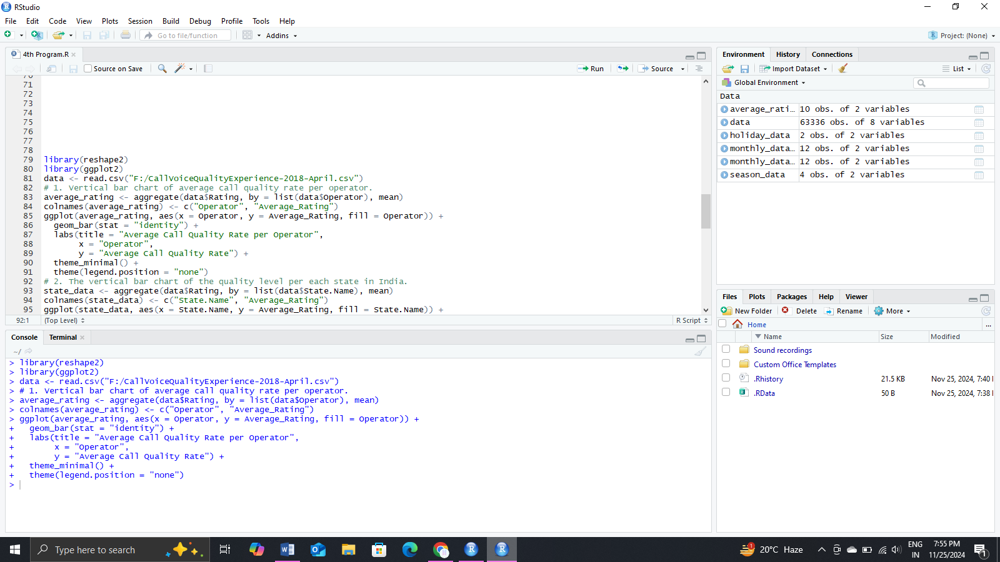 RStudio
File Edit Code View Plots Session Build Debug Profile Tools Help
Go to file/function Addins Project: (None)
4th Program.R
Source on Save Run Source
70
71
72
73
74
75
76
77
78
79 library(reshape2)
80 library(ggplot2)
81 data <- read.csv("F:/CallVoiceQualityExperience-2018-April.csv")
82 # 1. Vertical bar chart of average call quality rate per operator.
83 average_rating <- aggregate(data$Rating, by = list(data$Operator), mean)
84 colnames(average_rating) <- c("Operator", "Average_Rating")
85 ggplot(average_rating, aes(x = Operator, y = Average_Rating, fill = Operator)) +
86 geom_bar(stat = "identity") +
87 labs(title = "Average Call Quality Rate per Operator",
88 x = "Operator",
89 y = "Average Call Quality Rate") +
90 theme_minimal() +
91 theme(legend.position = "none")
92 # 2. The vertical bar chart of the quality level per each state in India.
93 state_data <- aggregate(data$Rating, by = list(data$State.Name), mean)
94 colnames(state_data) <- c("State.Name", "Average_Rating")
95 ggplot(state_data, aes(x = State.Name, y = Average_Rating, fill = State.Name)) +
92:1 (Top Level) R Script
Console Terminal
~/
> library(reshape2)
> library(ggplot2)
> data <- read.csv("F:/CallVoiceQualityExperience-2018-April.csv")
> # 1. Vertical bar chart of average call quality rate per operator.
> average_rating <- aggregate(data$Rating, by = list(data$Operator), mean)
> colnames(average_rating) <- c("Operator", "Average_Rating")
> ggplot(average_rating, aes(x = Operator, y = Average_Rating, fill = Operator)) +
+ geom_bar(stat = "identity") +
+ labs(title = "Average Call Quality Rate per Operator",
+ x = "Operator",
+ y = "Average Call Quality Rate") +
+ theme_minimal() +
+ theme(legend.position = "none")
>
Environment History Connections
Import Dataset List
Global Environment
Data
average_rati… 10 obs. of 2 variables
data 63336 obs. of 8 variables
holiday_data 2 obs. of 2 variables
monthly_data… 12 obs. of 2 variables
monthly_data… 12 obs. of 2 variables
season_data 4 obs. of 2 variables
Files Plots Packages Help Viewer
New Folder Delete Rename More
Home ...
Name Size Modified
Sound recordings
Custom Office Templates
.Rhistory 21.5 KB Nov 25, 2024, 7:40
.RData 50 B Nov 25, 2024, 7:38
Type here to search
1 20°C Haze ENG IN 7:55 PM 11/25/2024 1